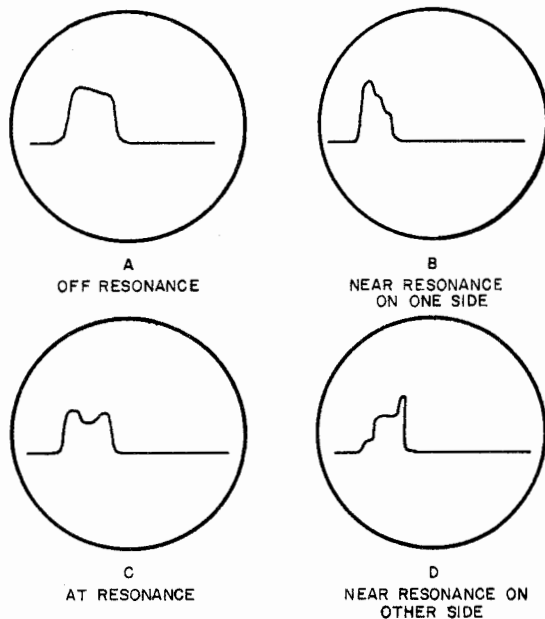 A
OFF RESONANCE
B
NEAR RESONANCE
ON ONE SIDE
C
AT RESONANCE
D
NEAR RESONANCE ON
OTHER SIDE